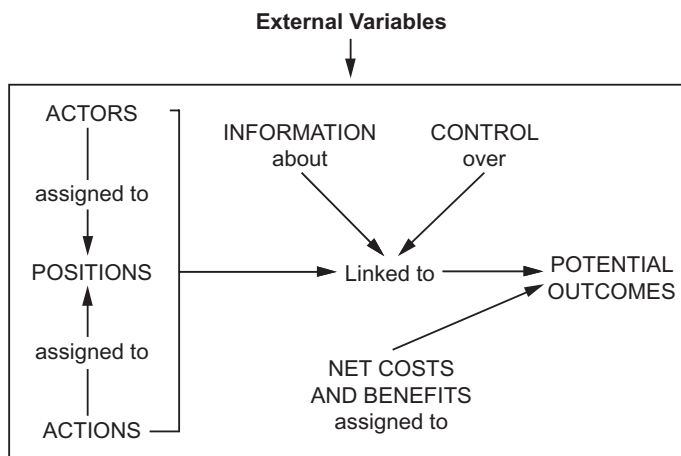 External Variables
ACTORS
assigned to
POSITIONS
assigned to
ACTIONS
INFORMATION
about
CONTROL
over
Linked to
POTENTIAL
OUTCOMES
NET COSTS
AND BENEFITS
assigned to